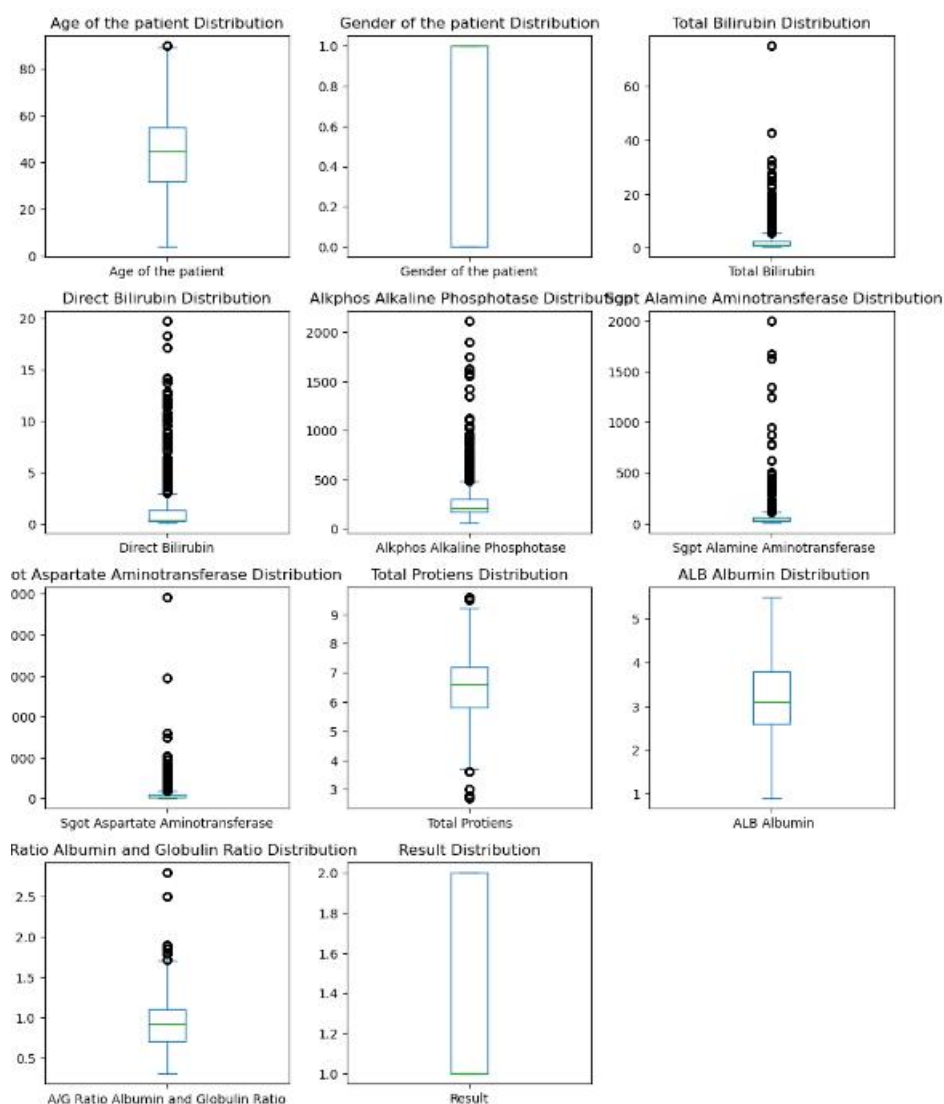 Age of the patient Distribution
80
60
40
20
0
Age of the patient
Gender of the patient Distribution
1.0
0.8
0.6
0.4
0.2
0.0
Gender of the patient
Total Bilirubin Distribution
60
40
20
0
Total Bilirubin
Direct Bilirubin Distribution
20
15
10
5
0
Direct Bilirubin
Alkphos Alkaline Phosphotase Distribution
2000
1500
1000
500
0
Alkphos Alkaline Phosphotase
Sgpt Alamine Aminotransferase Distribution
2000
1500
1000
500
0
Sgpt Alamine Aminotransferase
ot Aspartate Aminotransferase Distribution
000
000
000
000
000
0
Sgot Aspartate Aminotransferase
Total Protiens Distribution
9
8
7
6
5
4
3
Total Protiens
ALB Albumin Distribution
5
4
3
2
1
ALB Albumin
Ratio Albumin and Globulin Ratio Distribution
2.5
2.0
1.5
1.0
0.5
A/G Ratio Albumin and Globulin Ratio
Result Distribution
2.0
1.8
1.6
1.4
1.2
1.0
Result